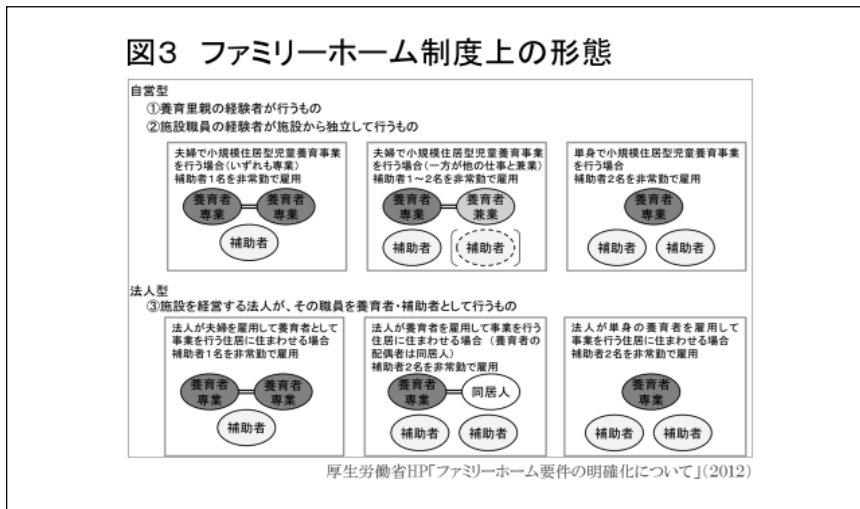 図3 ファミリーホーム制度上の形態
自営型
①養育里親の経験者が行うもの
②施設職員の経験者が施設から独立して行うもの
夫婦で小規模住居型児童養育事業
を行う場合(いずれも専業)
補助者1名を非常勤で雇用
養育者
専業
養育者
専業
補助者
夫婦で小規模住居型児童養育事業
を行う場合(一方が他の仕事と兼業)
補助者1~2名を非常勤で雇用
養育者
専業
養育者
兼業
補助者
補助者
単身で小規模住居型児童養育事業
を行う場合
補助者2名を非常勤で雇用
養育者
専業
補助者
補助者
法人型
③施設を経営する法人が、その職員を養育者・補助者として行うもの
法人が夫婦を雇用して養育者として
事業を行う住居に住まわせる場合
補助者1名を非常勤で雇用
養育者
専業
養育者
専業
補助者
法人が養育者を雇用して事業を行う
住居に住まわせる場合 (養育者の
配偶者は同居人)
補助者2名を非常勤で雇用
養育者
専業
同居人
補助者
補助者
法人が単身の養育者を雇用して
事業を行う住居に住まわせる場合
補助者2名を非常勤で雇用
養育者
専業
補助者
補助者
厚生労働省HP「ファミリーホーム要件の明確化について」(2012)